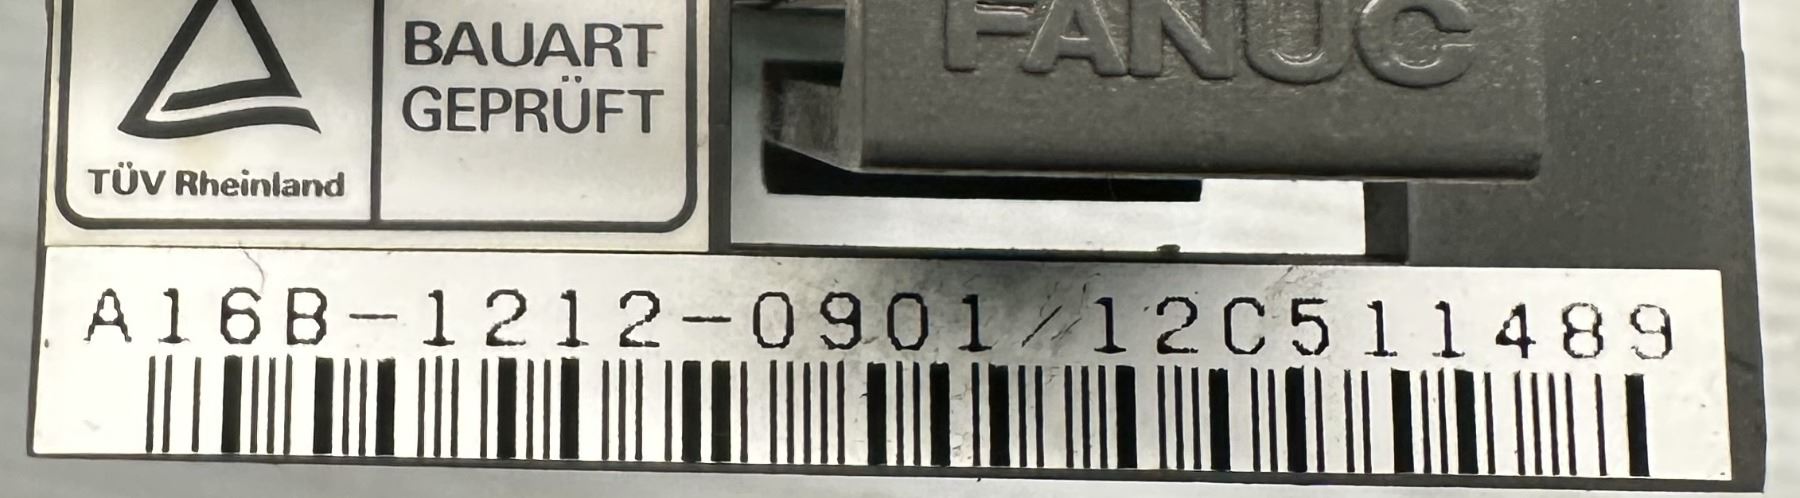 BAUART
GEPRÜFT
TÜV Rheinland
FANUC
A16B-1212-0901/12C511489